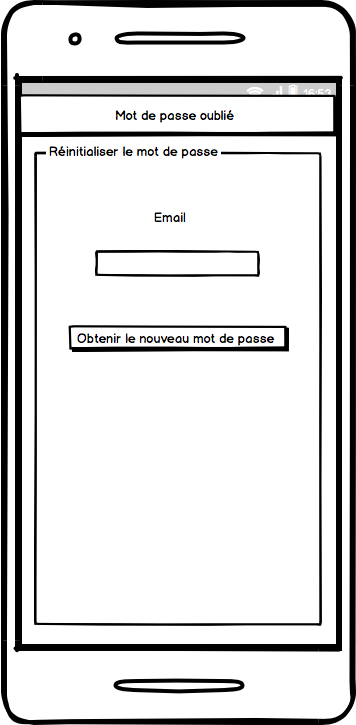 16:53
Mot de passe oublié
Réinitialiser le mot de passe
Email
Obtenir le nouveau mot de passe